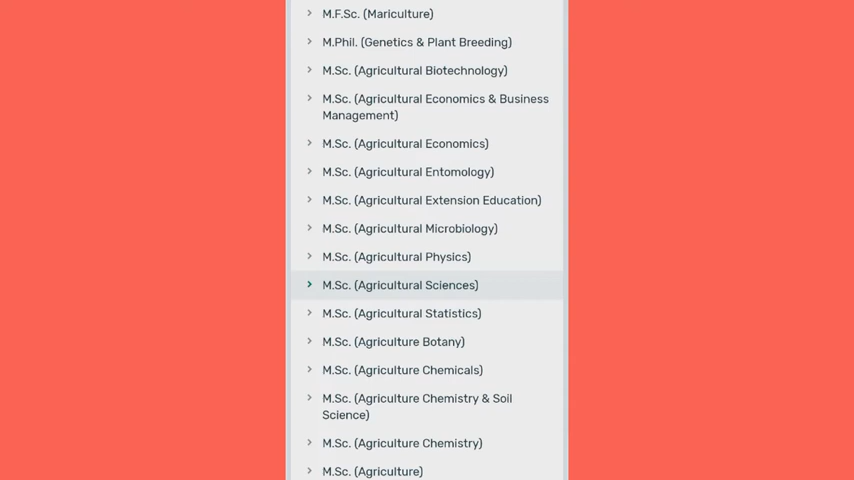 M.F.Sc. (Mariculture)
M.Phil. (Genetics & Plant Breeding)
M.Sc. (Agricultural Biotechnology)
M.Sc. (Agricultural Economics & Business
Management)
M.Sc. (Agricultural Economics)
M.Sc. (Agricultural Entomology)
M.Sc. (Agricultural Extension Education)
M.Sc. (Agricultural Microbiology)
M.Sc. (Agricultural Physics)
M.Sc. (Agricultural Sciences)
M.Sc. (Agricultural Statistics)
M.Sc. (Agriculture Botany)
M.Sc. (Agriculture Chemicals)
M.Sc. (Agriculture Chemistry & Soil
Science)
M.Sc. (Agriculture Chemistry)
M.Sc. (Agriculture)